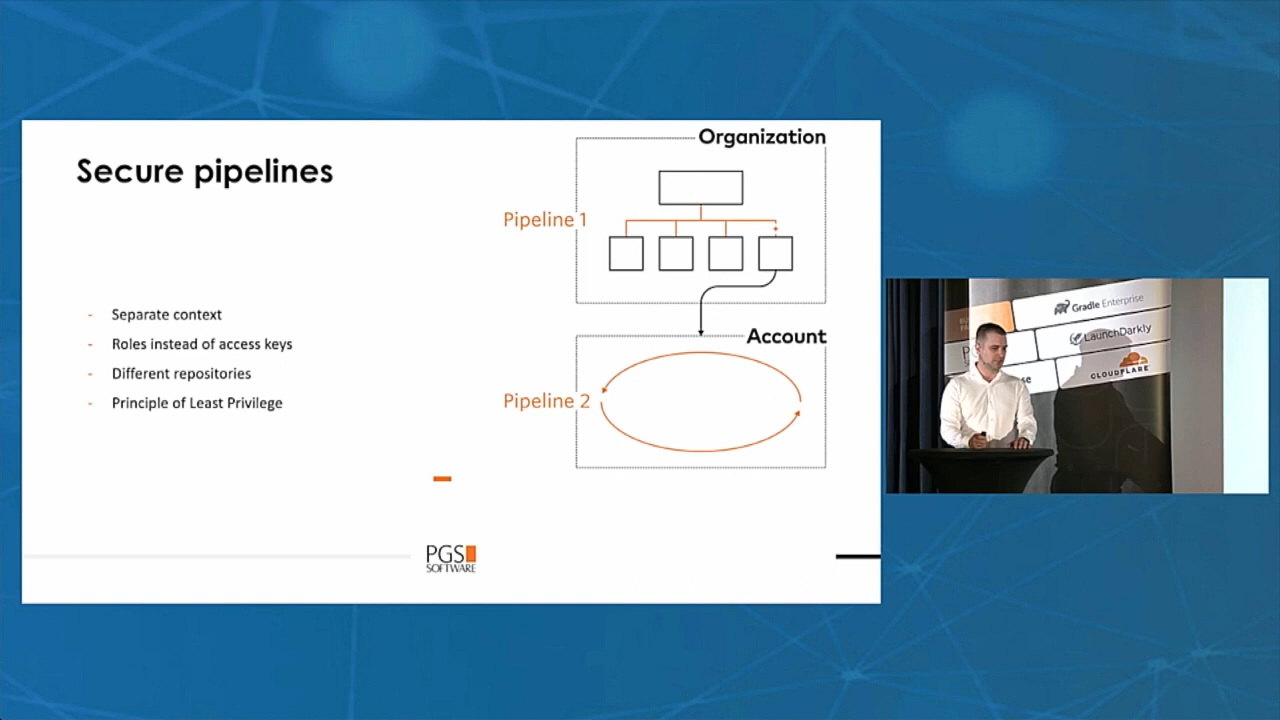 Secure pipelines
- Separate context
- Roles instead of access keys
- Different repositories
- Principle of Least Privilege
Organization
Pipeline 1
Account
Pipeline 2
PGS
SOFTWARE
Gradle Enterprise
LaunchDarkly
CLOUDFLARE